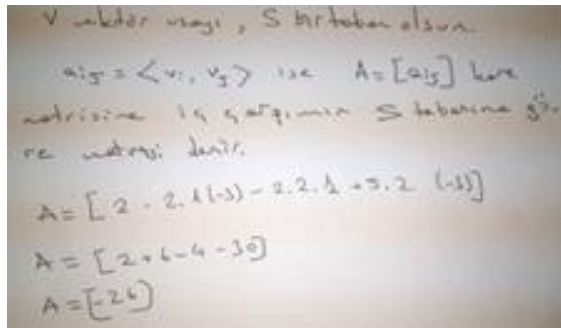 V vektör uzayı, S bir taban olsun.
aij = <vi, vj> ise A = [aij] kare
matrisine iç çarpımın S tabanına gö-
re matrisi denir.
A = [2 - 2.1(-3) - 2.2.1 + 5.2 (-3)]
A = [2+6-4-30]
A = [-26]